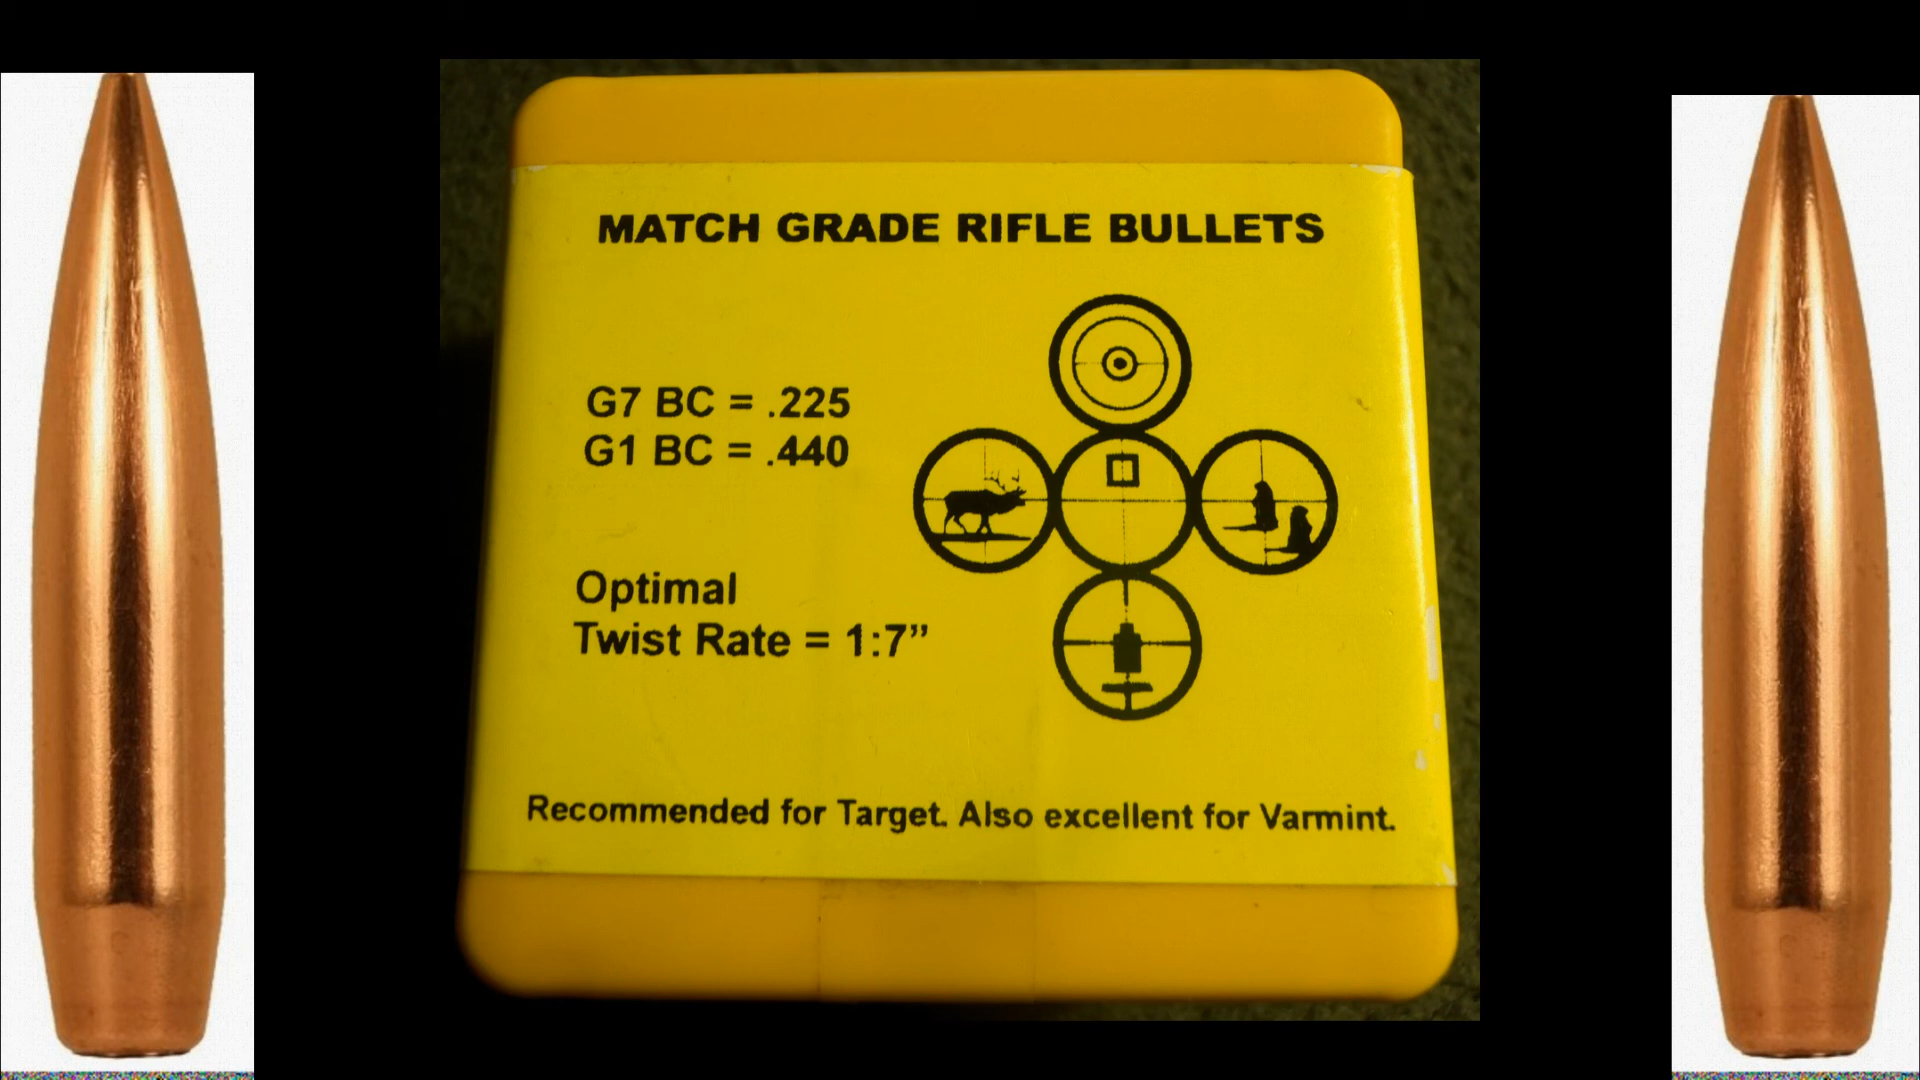 MATCH GRADE RIFLE BULLETS
G7 BC = .225
G1 BC = .440
Optimal
Twist Rate = 1:7”
Recommended for Target. Also excellent for Varmint.